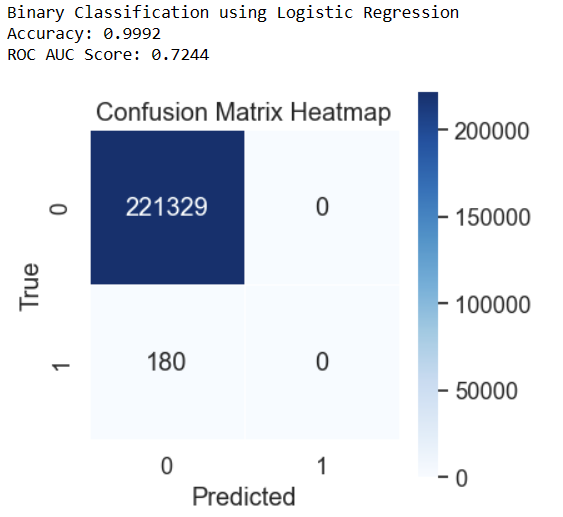 Binary Classification using Logistic Regression
Accuracy: 0.9992
ROC AUC Score: 0.7244
Confusion Matrix Heatmap
200000
150000
100000
50000
0
True
0
1
221329
0
180
0
0
1
Predicted